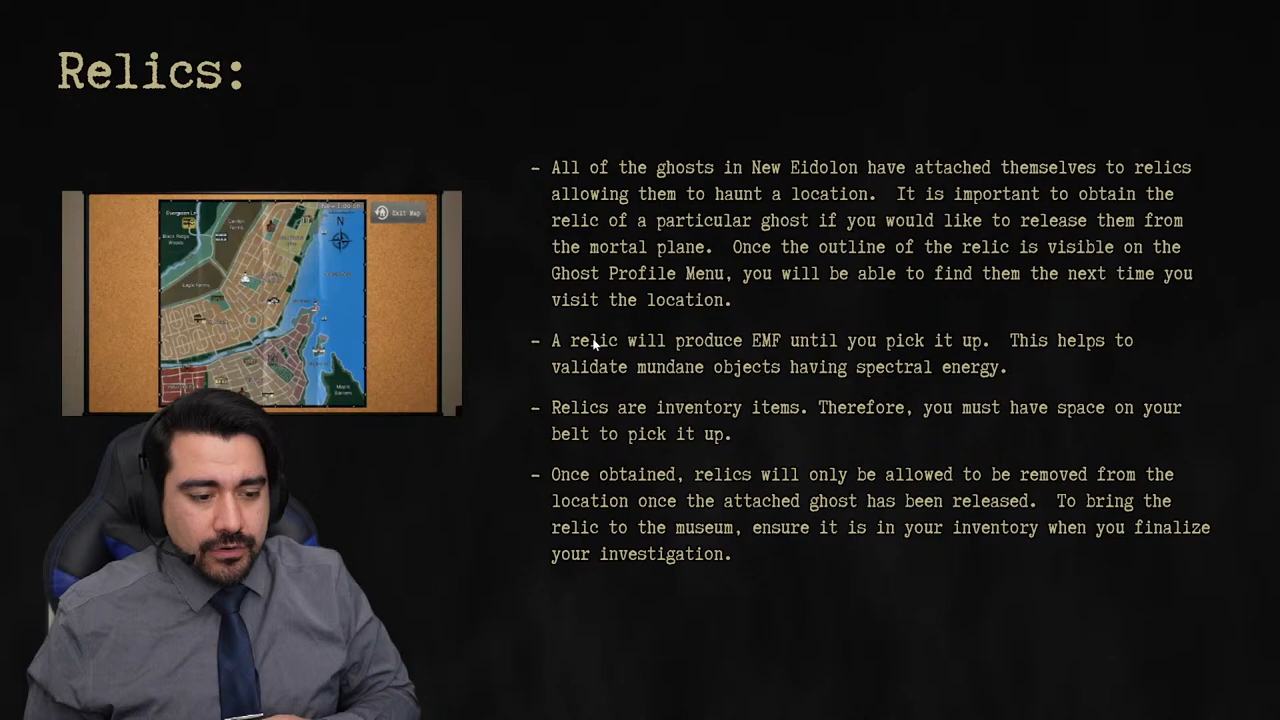 Relics:
- All of the ghosts in New Eidolon have attached themselves to relics
allowing them to haunt a location.  It is important to obtain the
relic of a particular ghost if you would like to release them from
the mortal plane.  Once the outline of the relic is visible on the
Ghost Profile Menu, you will be able to find them the next time you
visit the location.
- A relic will produce EMF until you pick it up.  This helps to
validate mundane objects having spectral energy.
- Relics are inventory items. Therefore, you must have space on your
belt to pick it up.
- Once obtained, relics will only be allowed to be removed from the
location once the attached ghost has been released.  To bring the
relic to the museum, ensure it is in your inventory when you finalize
your investigation.
Exit Map
N